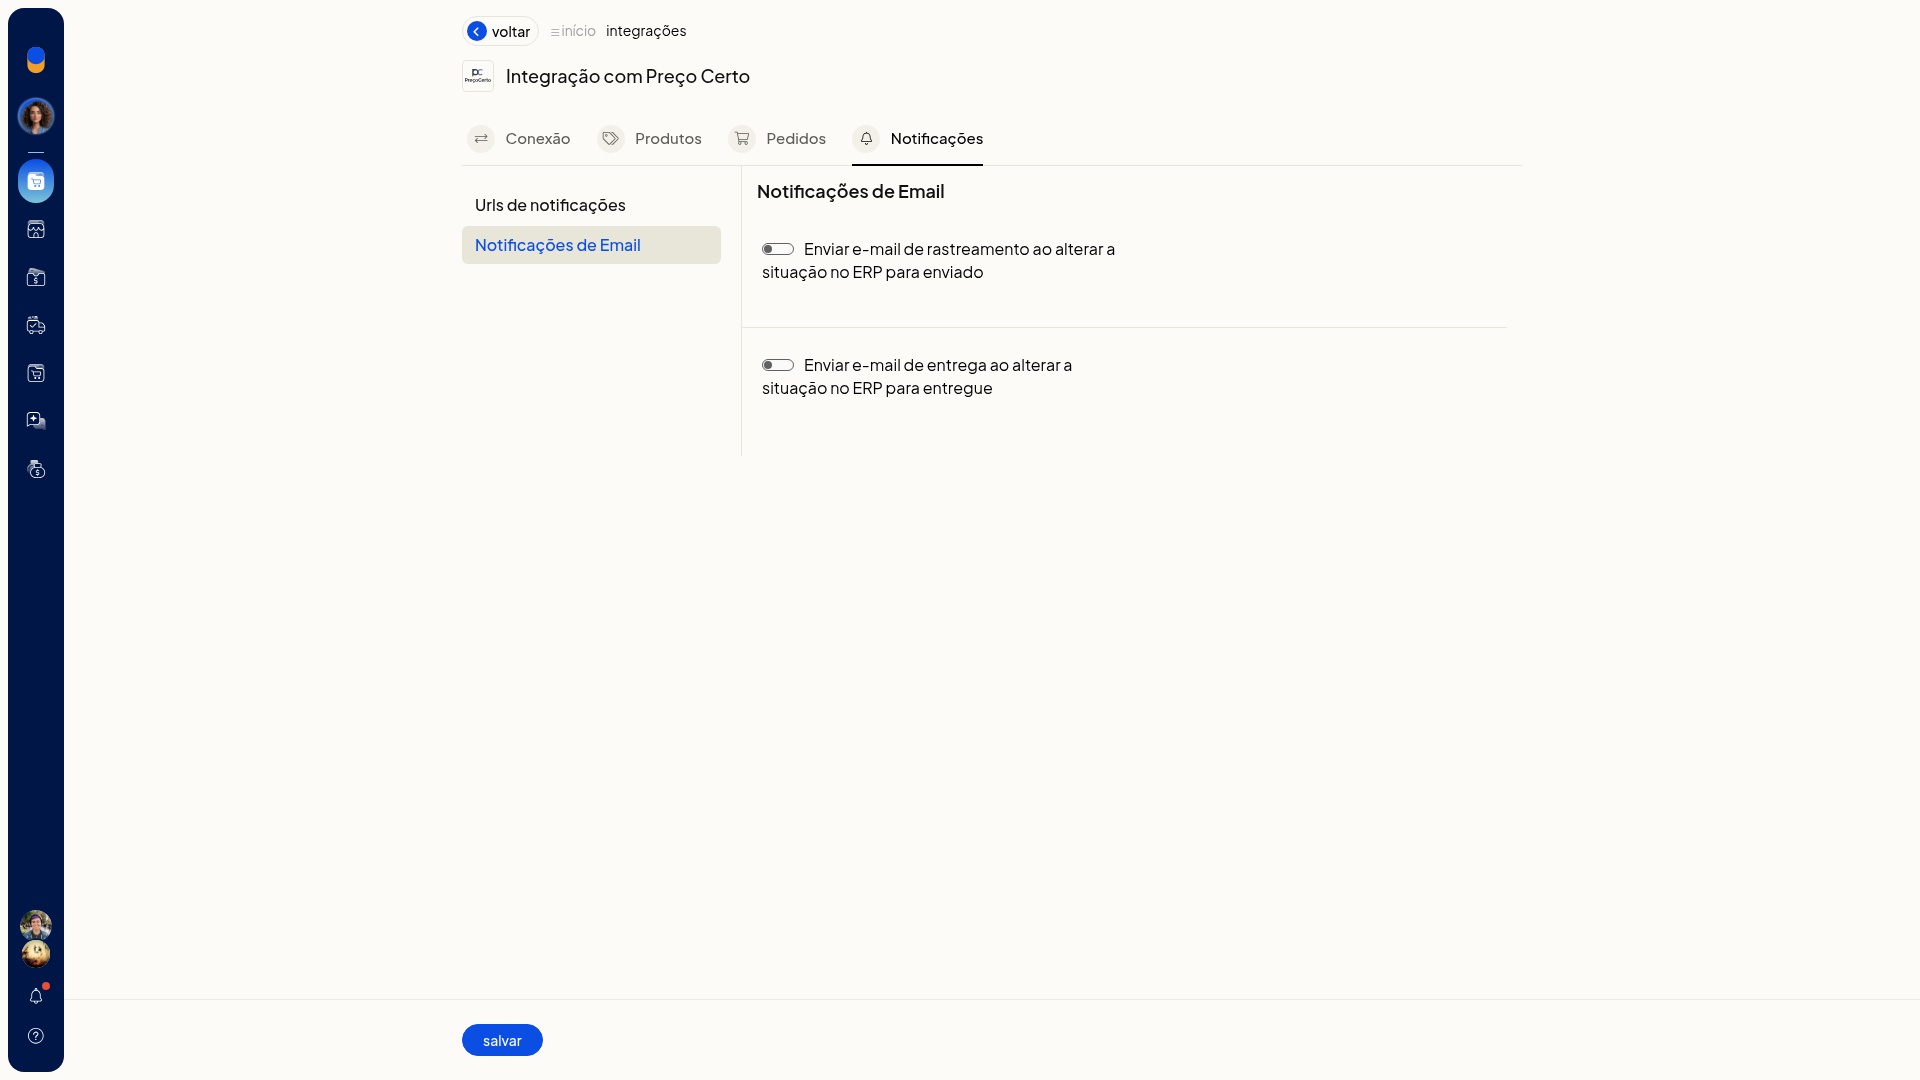 voltar
início
integrações
pc
PreçoCerto
Integração com Preço Certo
Conexão
Produtos
Pedidos
Notificações
Urls de notificações
Notificações de Email
Notificações de Email
Enviar e-mail de rastreamento ao alterar a
situação no ERP para enviado
Enviar e-mail de entrega ao alterar a
situação no ERP para entregue
salvar